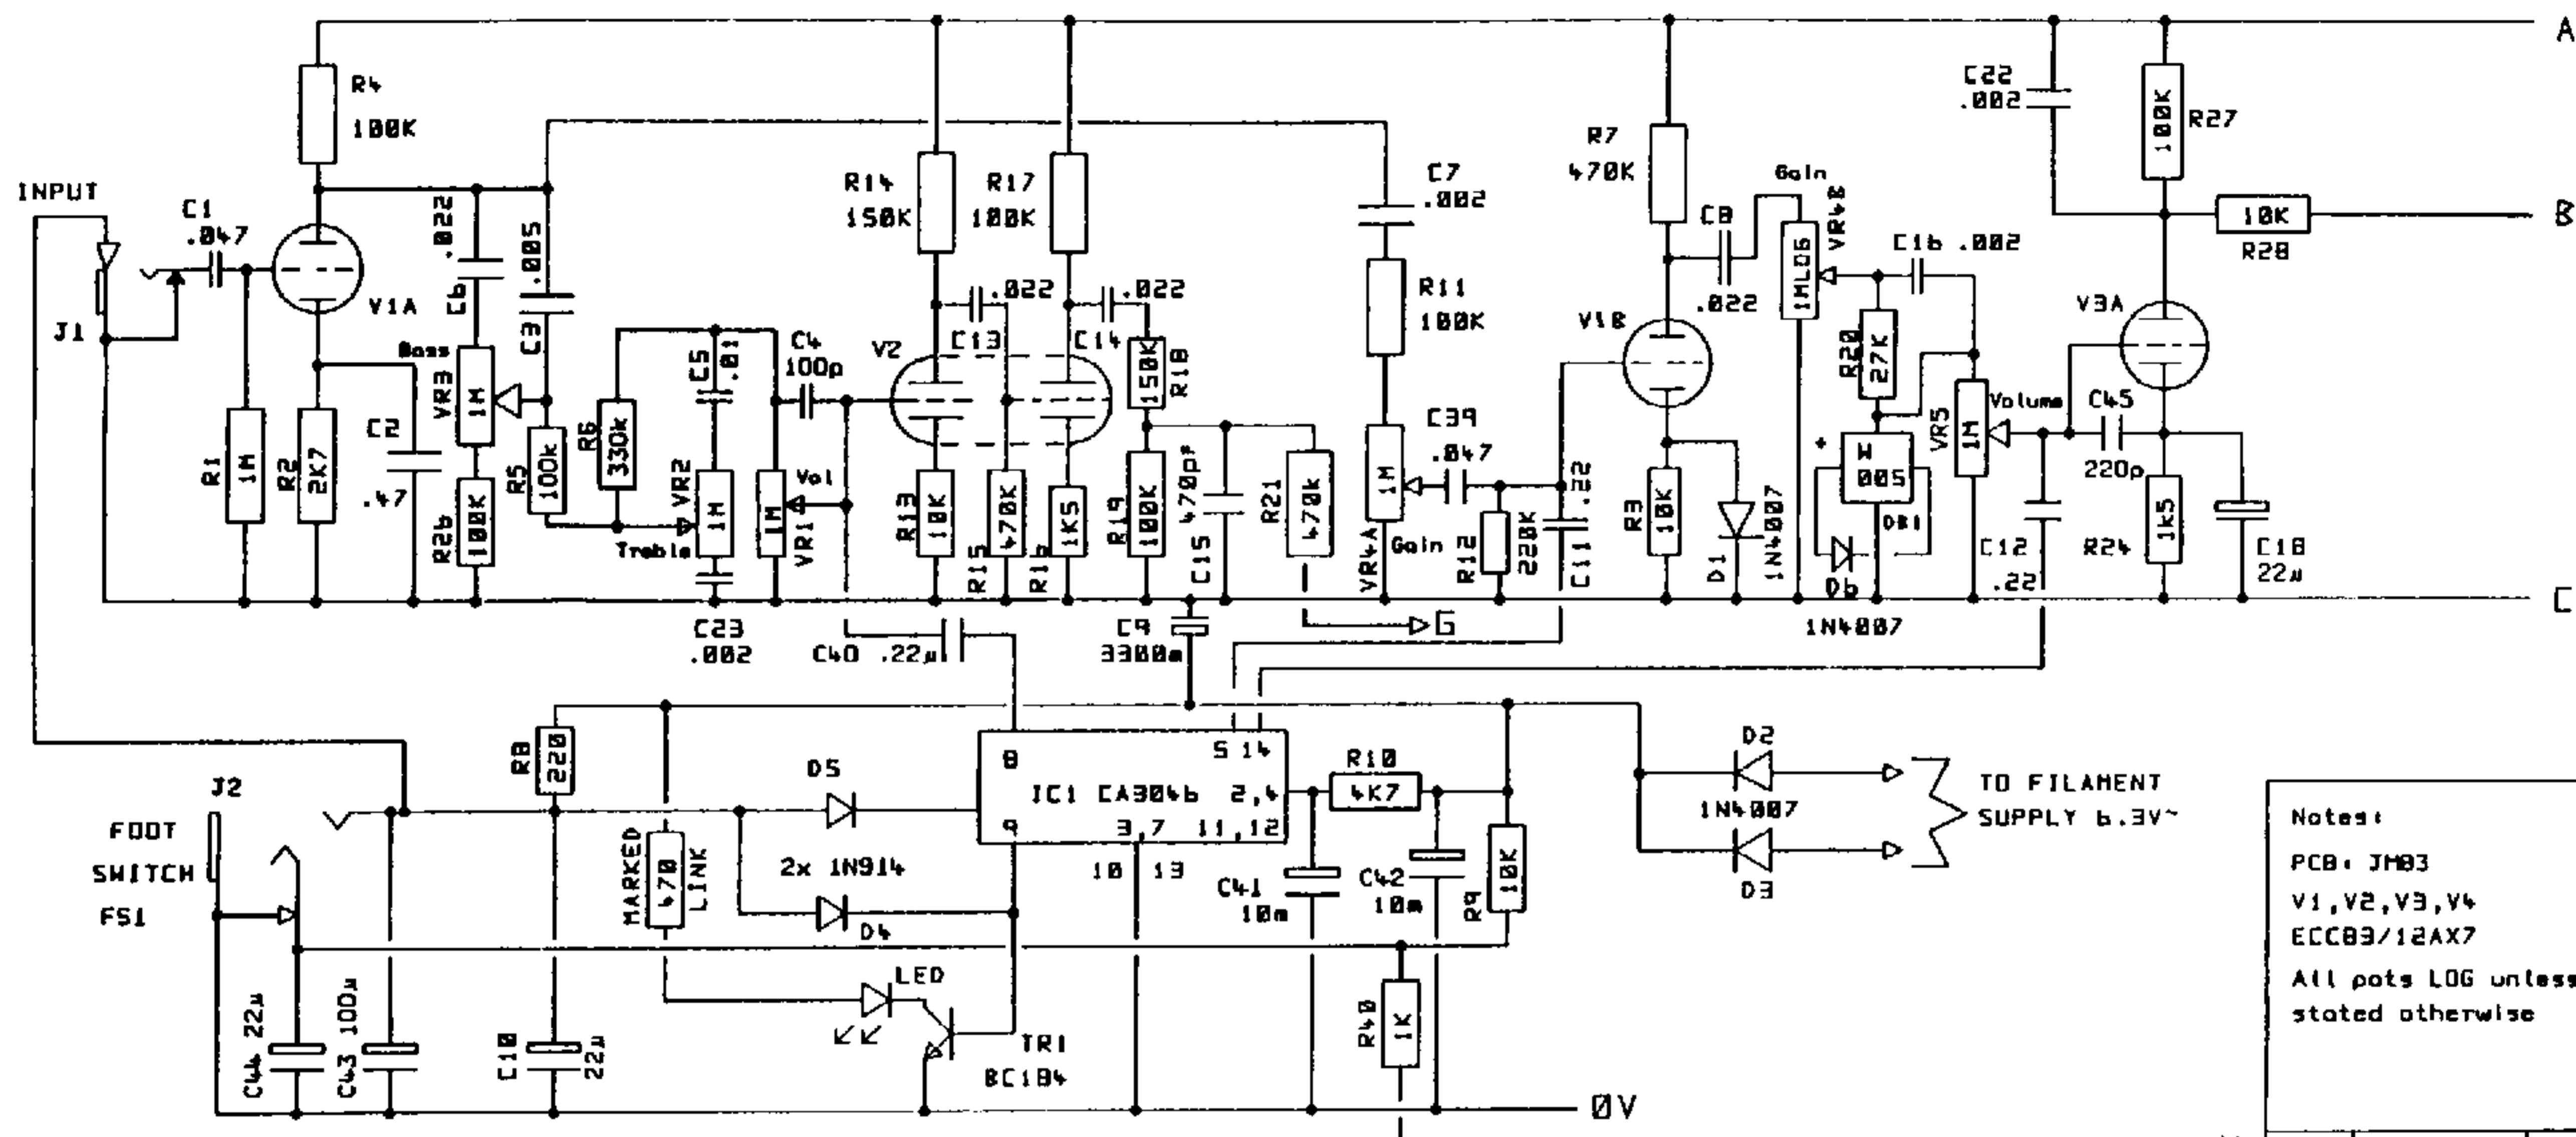 A
R4
100K
C22
.002
100K
R27
INPUT
C1
.047
.022
.005
R14
150K
R17
100K
C7
.002
R7
470K
Gain
C8
VR4B
1MLOG
C16 .002
B
10K
R28
J1
V1A
C6
C3
Bass
VR3
1M
C5
.01
C4
100p
V2
.022
C13
.022
C14
150K
R18
R11
100K
V1B
.022
R20
27K
V3A
R1
1M
R2
2K7
C2
.47
R26
100K
R5
100k
R6
330k
VR2
1M
Treble
Vol
1M
VR1
R13
10K
R15
470K
R19
1K5
R19
100K
C15
470pf
R21
470k
C39
.047
1M
VR4A
Gain
R12
220K
C11
.22
R3
10K
D1
1N4007
+
W
005
DB1
D6
1N4007
VR5
1M
Volume
C45
220p
C12
.22
R24
1k5
C18
22µ
C
C23
.002
C40 .22µ
C9
3300m
G
R8
220
D5
8
5 14
IC1 CA3046 2,4
9
3,7 11,12
10 13
R10
4K7
D2
1N4007
D3
TO FILAMENT
SUPPLY 6.3V~
J2
FOOT
SWITCH
FS1
MARKED
470
LINK
2x 1N914
D4
C41
10m
C42
10m
R9
10K
LED
TR1
BC184
R40
1K
C44 22µ
C43 100µ
C10
22µ
0V
Notes:
PCB: JM83
V1,V2,V3,V4
ECC83/12AX7
All pots LOG unless
stated otherwise